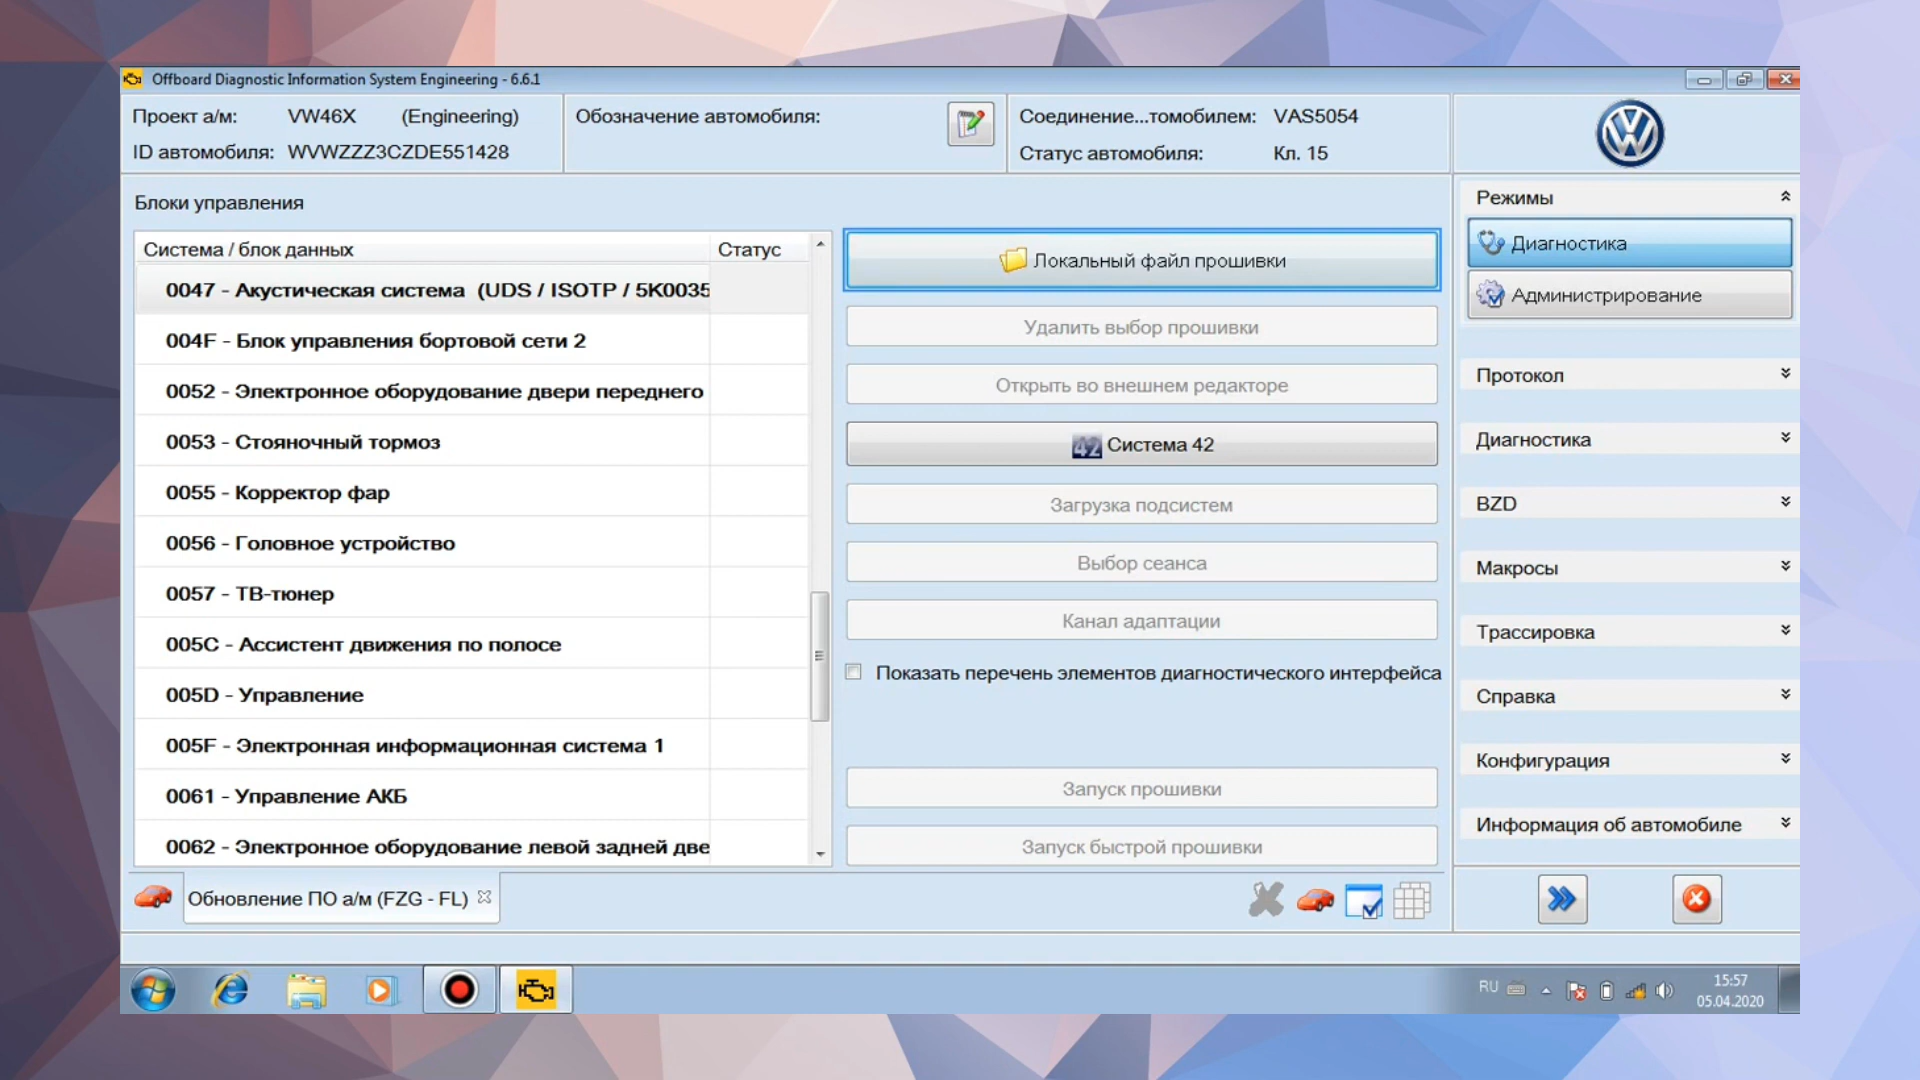 Offboard Diagnostic Information System Engineering - 6.6.1
Проект а/м: VW46X (Engineering)
ID автомобиля: WVWZZZ3CZDE551428
Обозначение автомобиля:
Соединение...томобилем: VAS5054
Статус автомобиля: Кл. 15
Блоки управления
Система / блок данных Статус
0047 - Акустическая система (UDS / ISOTP / 5K0035
004F - Блок управления бортовой сети 2
0052 - Электронное оборудование двери переднего
0053 - Стояночный тормоз
0055 - Корректор фар
0056 - Головное устройство
0057 - ТВ-тюнер
005C - Ассистент движения по полосе
005D - Управление
005F - Электронная информационная система 1
0061 - Управление АКБ
0062 - Электронное оборудование левой задней две
Локальный файл прошивки
Удалить выбор прошивки
Открыть во внешнем редакторе
42 Система 42
Загрузка подсистем
Выбор сеанса
Канал адаптации
Показать перечень элементов диагностического интерфейса
Запуск прошивки
Запуск быстрой прошивки
Режимы
Диагностика
Администрирование
Протокол
Диагностика
BZD
Макросы
Трассировка
Справка
Конфигурация
Информация об автомобиле
Обновление ПО а/м (FZG - FL)
RU
15:57
05.04.2020